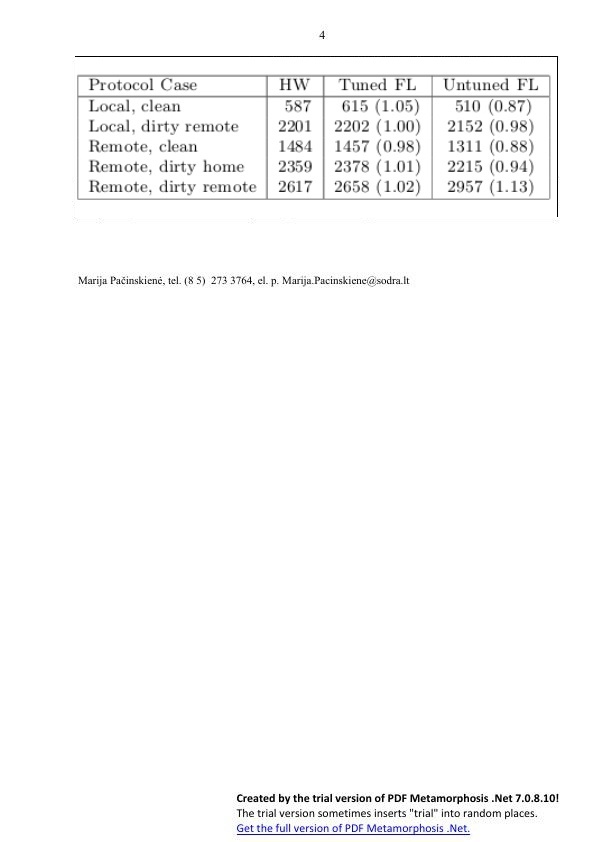 4
Protocol Case HW Tuned FL Untuned FL
Local, clean 587 615 (1.05) 510 (0.87)
Local, dirty remote 2201 2202 (1.00) 2152 (0.98)
Remote, clean 1484 1457 (0.98) 1311 (0.88)
Remote, dirty home 2359 2378 (1.01) 2215 (0.94)
Remote, dirty remote 2617 2658 (1.02) 2957 (1.13)
Marija Pačinskienė, tel. (8 5) 273 3764, el. p. Marija.Pacinskiene@sodra.lt
Created by the trial version of PDF Metamorphosis .Net 7.0.8.10!
The trial version sometimes inserts "trial" into random places.
Get the full version of PDF Metamorphosis .Net.